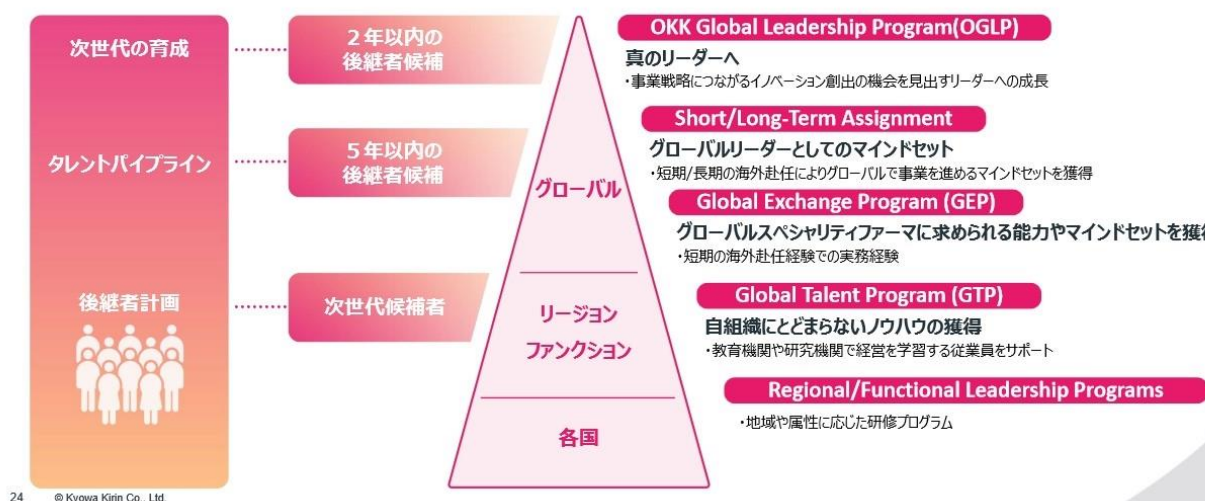 次世代の育成
タレントパイプライン
後継者計画
2年以内の
後継者候補
5年以内の
後継者候補
次世代候補者
グローバル
リージョン
ファンクション
各国
OKK Global Leadership Program(OGLP)
真のリーダーへ
・事業戦略につながるイノベーション創出の機会を見出すリーダーへの成長
Short/Long-Term Assignment
グローバルリーダーとしてのマインドセット
・短期/長期の海外赴任によりグローバルで事業を進めるマインドセットを獲得
Global Exchange Program (GEP)
グローバルスペシャリティファーマに求められる能力やマインドセットを獲得
・短期の海外赴任経験での実務経験
Global Talent Program (GTP)
自組織にとどまらないノウハウの獲得
・教育機関や研究機関で経営を学習する従業員をサポート
Regional/Functional Leadership Programs
・地域や属性に応じた研修プログラム
24 © Kyowa Kirin Co., Ltd.